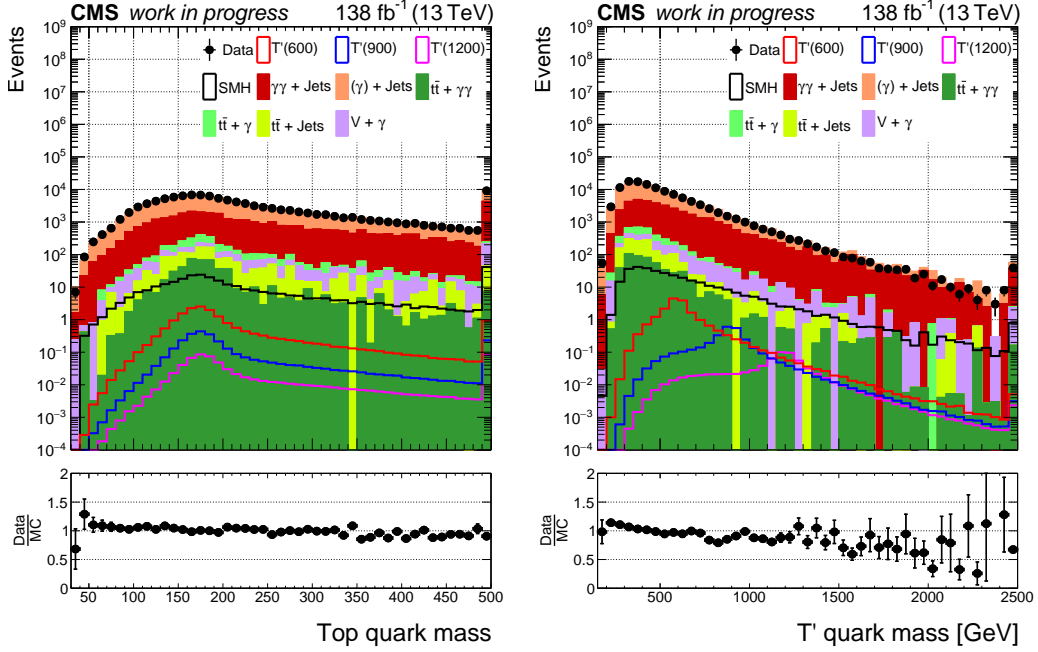 CMS work in progress 138 fb⁻¹ (13 TeV)
Events
10⁹
10⁸
10⁷
10⁶
10⁵
10⁴
10³
10²
10
1
10⁻¹
10⁻²
10⁻³
10⁻⁴
Data T'(600) T'(900) T'(1200)
SMH γγ + Jets (γ) + Jets tt̄ + γγ
tt̄ + γ tt̄ + Jets V + γ
Data
MC
2
1.5
1
0.5
0
50 100 150 200 250 300 350 400 450 500
Top quark mass
CMS work in progress 138 fb⁻¹ (13 TeV)
Events
10⁹
10⁸
10⁷
10⁶
10⁵
10⁴
10³
10²
10
1
10⁻¹
10⁻²
10⁻³
10⁻⁴
Data T'(600) T'(900) T'(1200)
SMH γγ + Jets (γ) + Jets tt̄ + γγ
tt̄ + γ tt̄ + Jets V + γ
Data
MC
2
1.5
1
0.5
0
500 1000 1500 2000 2500
T' quark mass [GeV]